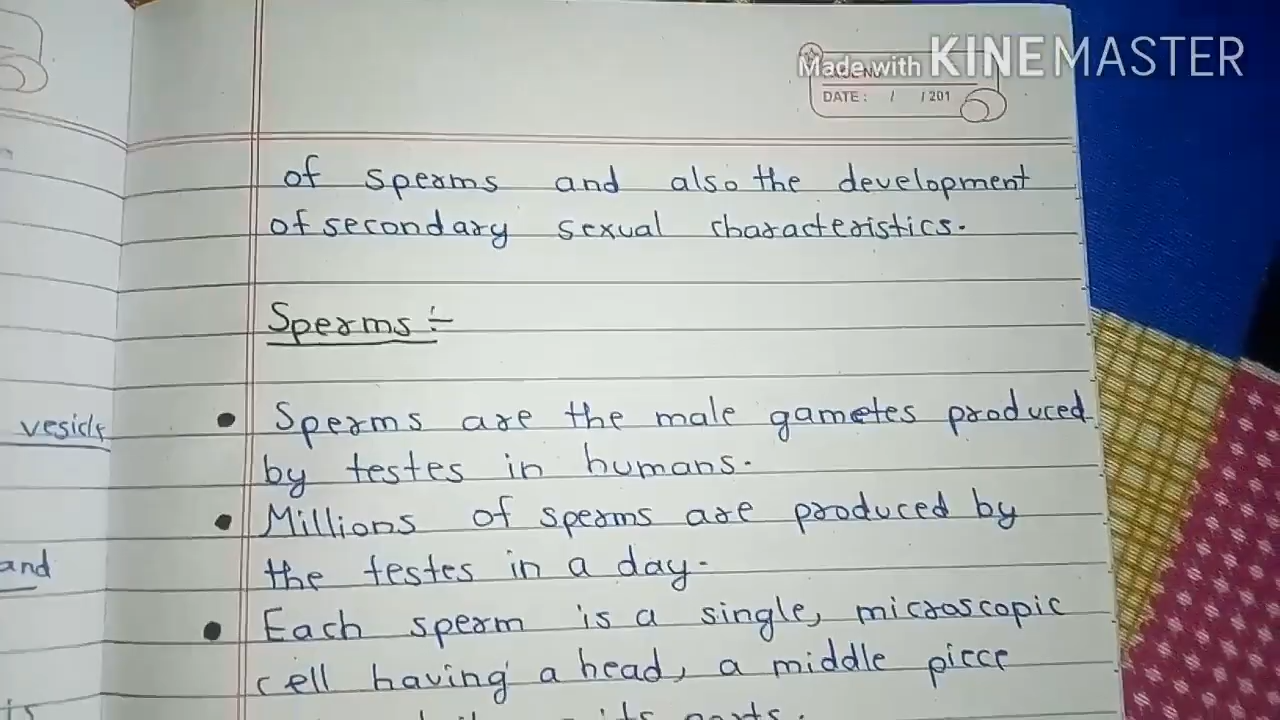 Made with KINEMASTER
DATE : / / 201
of sperms and also the development
of secondary sexual characteristics.
Sperms :-
vesicle
• Sperms are the male gametes produced
by testes in humans.
• Millions of sperms are produced by
the testes in a day.
and
• Each sperm is a single, microscopic
cell having a head, a middle piece
its parts.